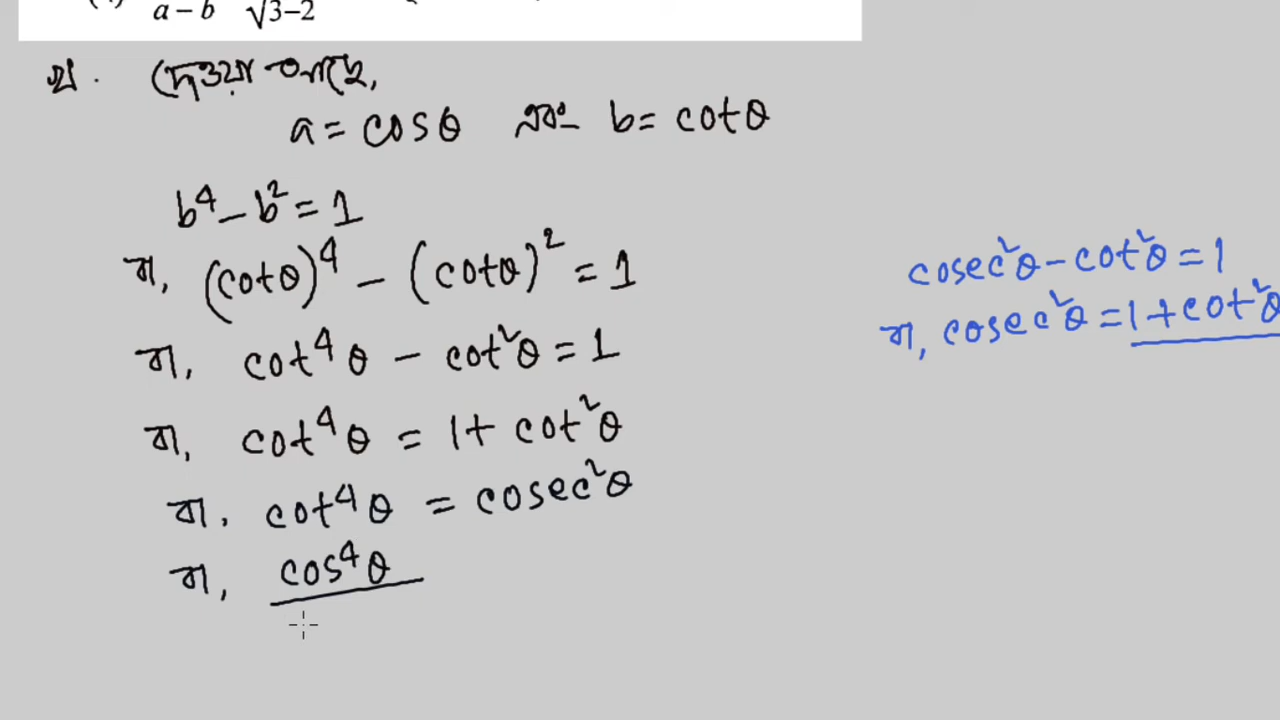 a – b √3–2
খ. দেওয়া আছে,
a = cosθ এবং b = cotθ
b⁴ – b² = 1
বা, (cotθ)⁴ – (cotθ)² = 1
cosec²θ – cot²θ = 1
বা, cosec²θ = 1 + cot²θ
বা, cot⁴θ – cot²θ = 1
বা, cot⁴θ = 1 + cot²θ
বা, cot⁴θ = cosec²θ
বা, cos⁴θ